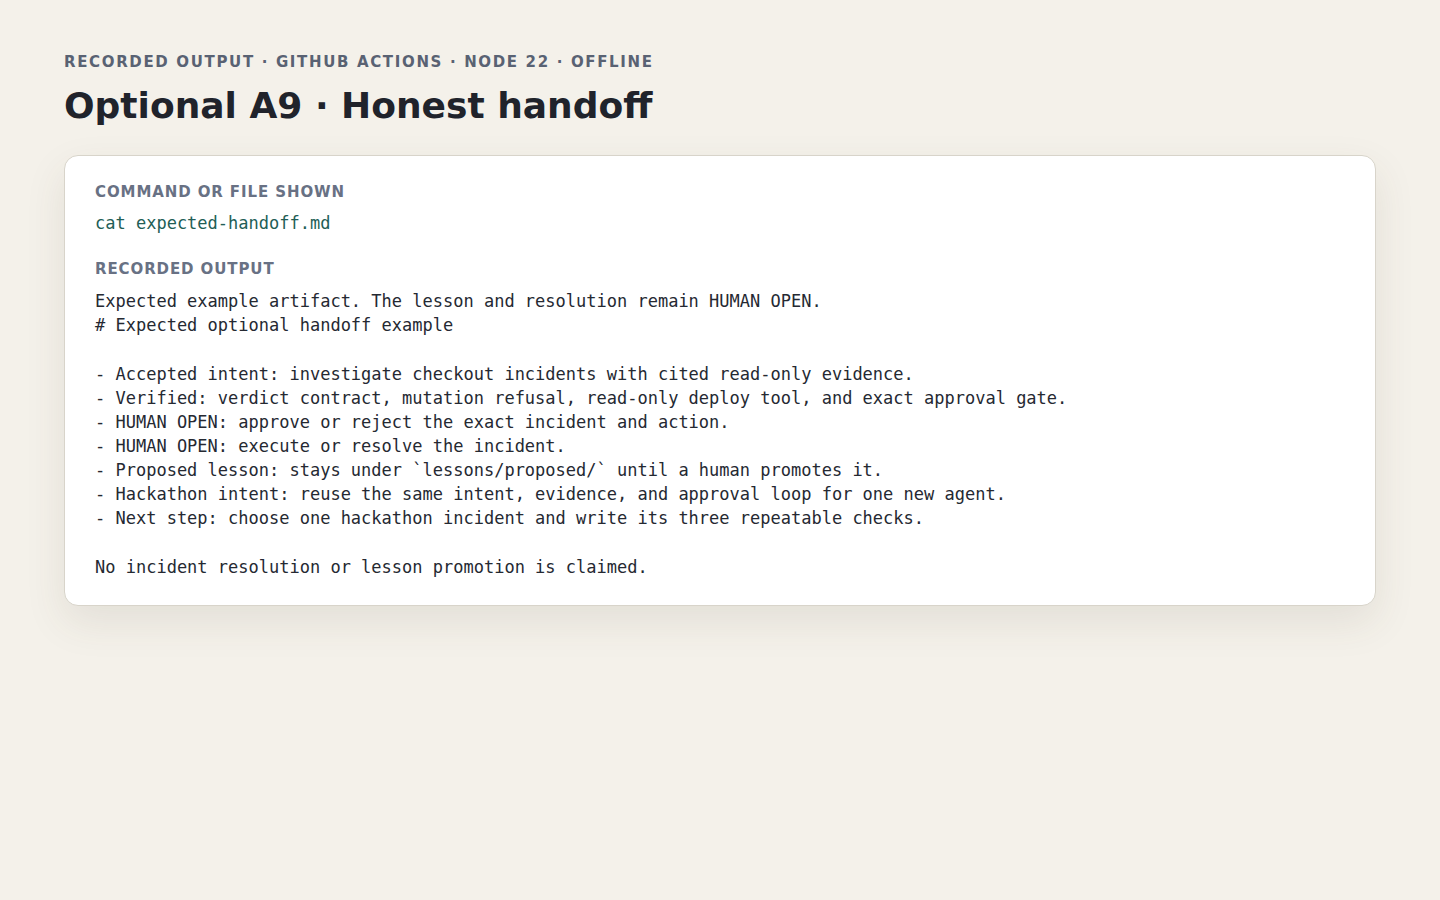 RECORDED OUTPUT · GITHUB ACTIONS · NODE 22 · OFFLINE
Optional A9 · Honest handoff
COMMAND OR FILE SHOWN
cat expected-handoff.md
RECORDED OUTPUT
Expected example artifact. The lesson and resolution remain HUMAN OPEN.
# Expected optional handoff example
- Accepted intent: investigate checkout incidents with cited read-only evidence.
- Verified: verdict contract, mutation refusal, read-only deploy tool, and exact approval gate.
- HUMAN OPEN: approve or reject the exact incident and action.
- HUMAN OPEN: execute or resolve the incident.
- Proposed lesson: stays under `lessons/proposed/` until a human promotes it.
- Hackathon intent: reuse the same intent, evidence, and approval loop for one new agent.
- Next step: choose one hackathon incident and write its three repeatable checks.
No incident resolution or lesson promotion is claimed.